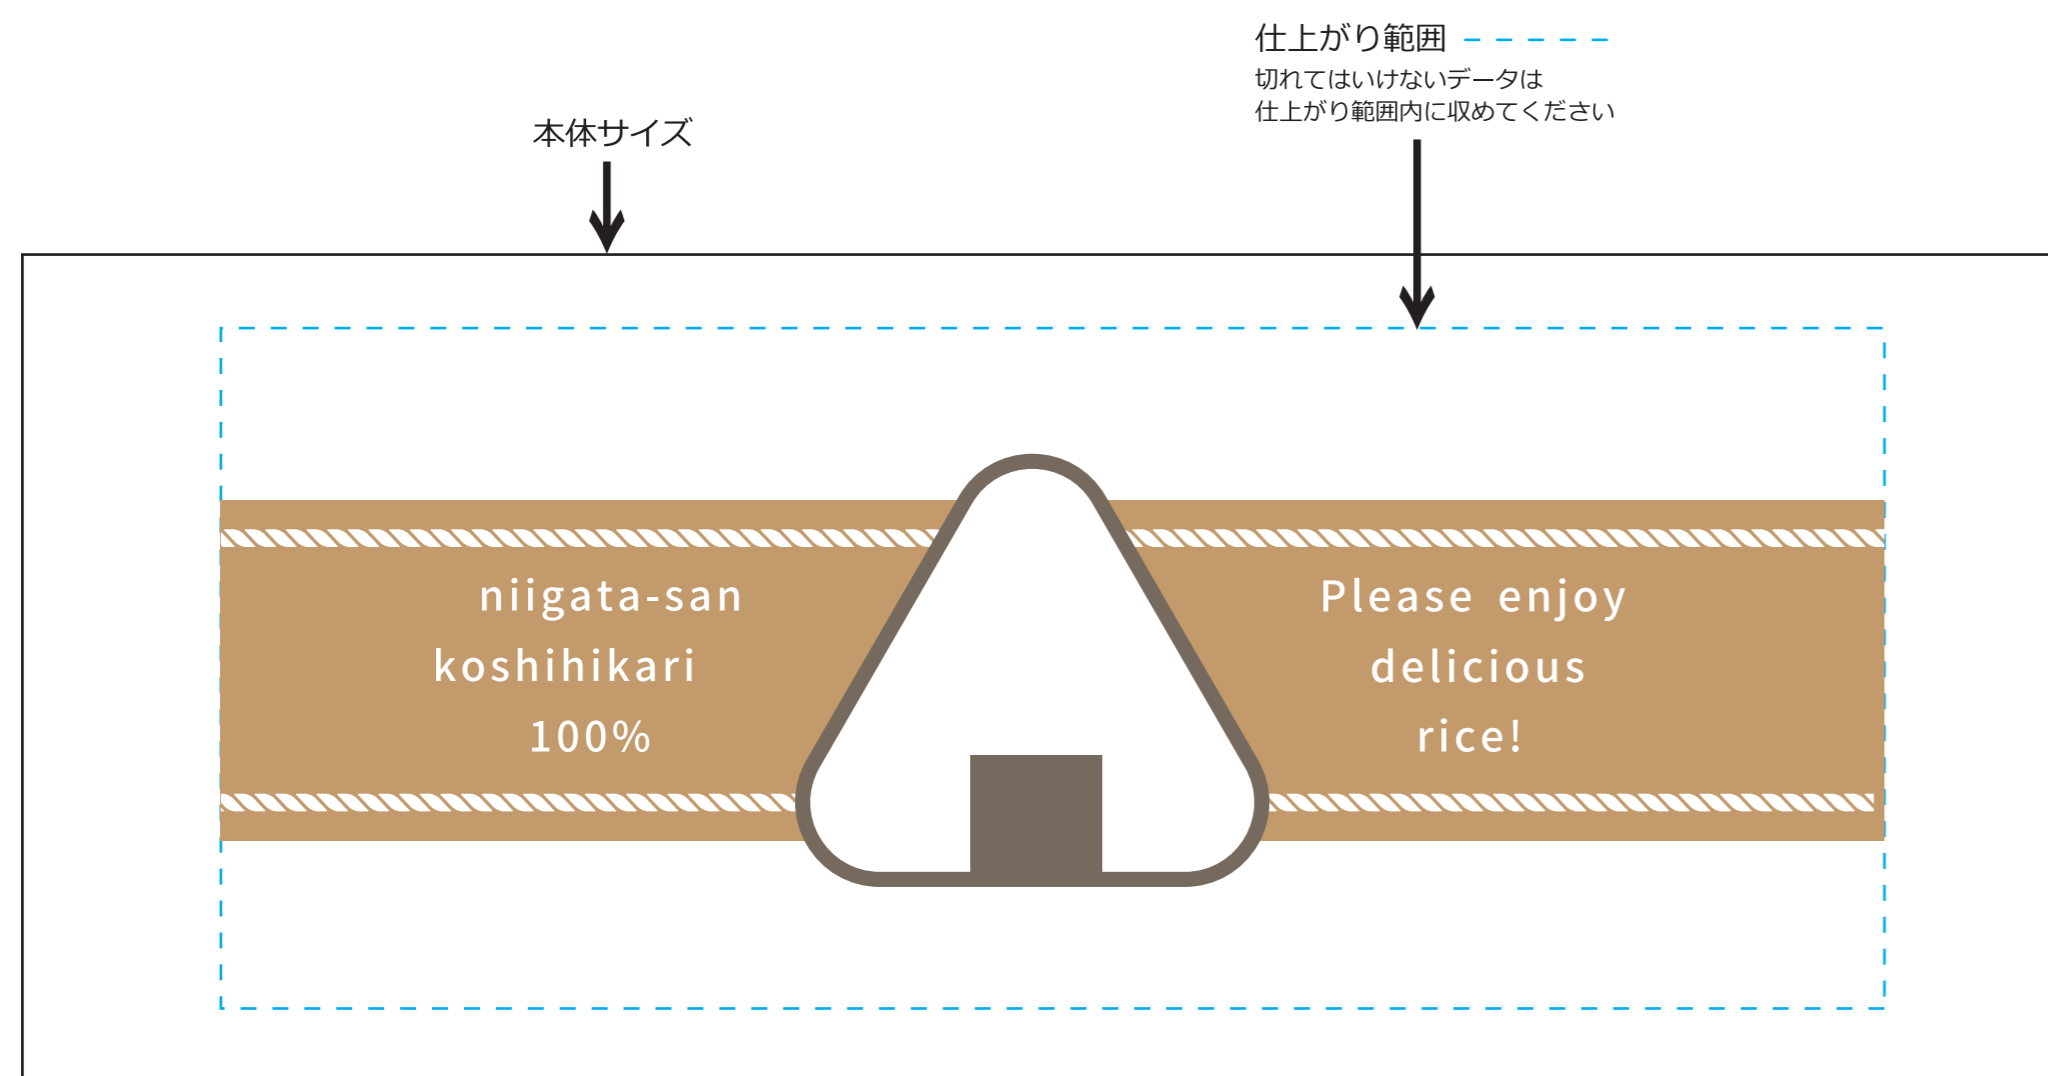 仕上がり範囲
切れてはいけないデータは
仕上がり範囲内に収めてください
本体サイズ
niigata-san
koshihikari
100%
Please enjoy
delicious
rice!